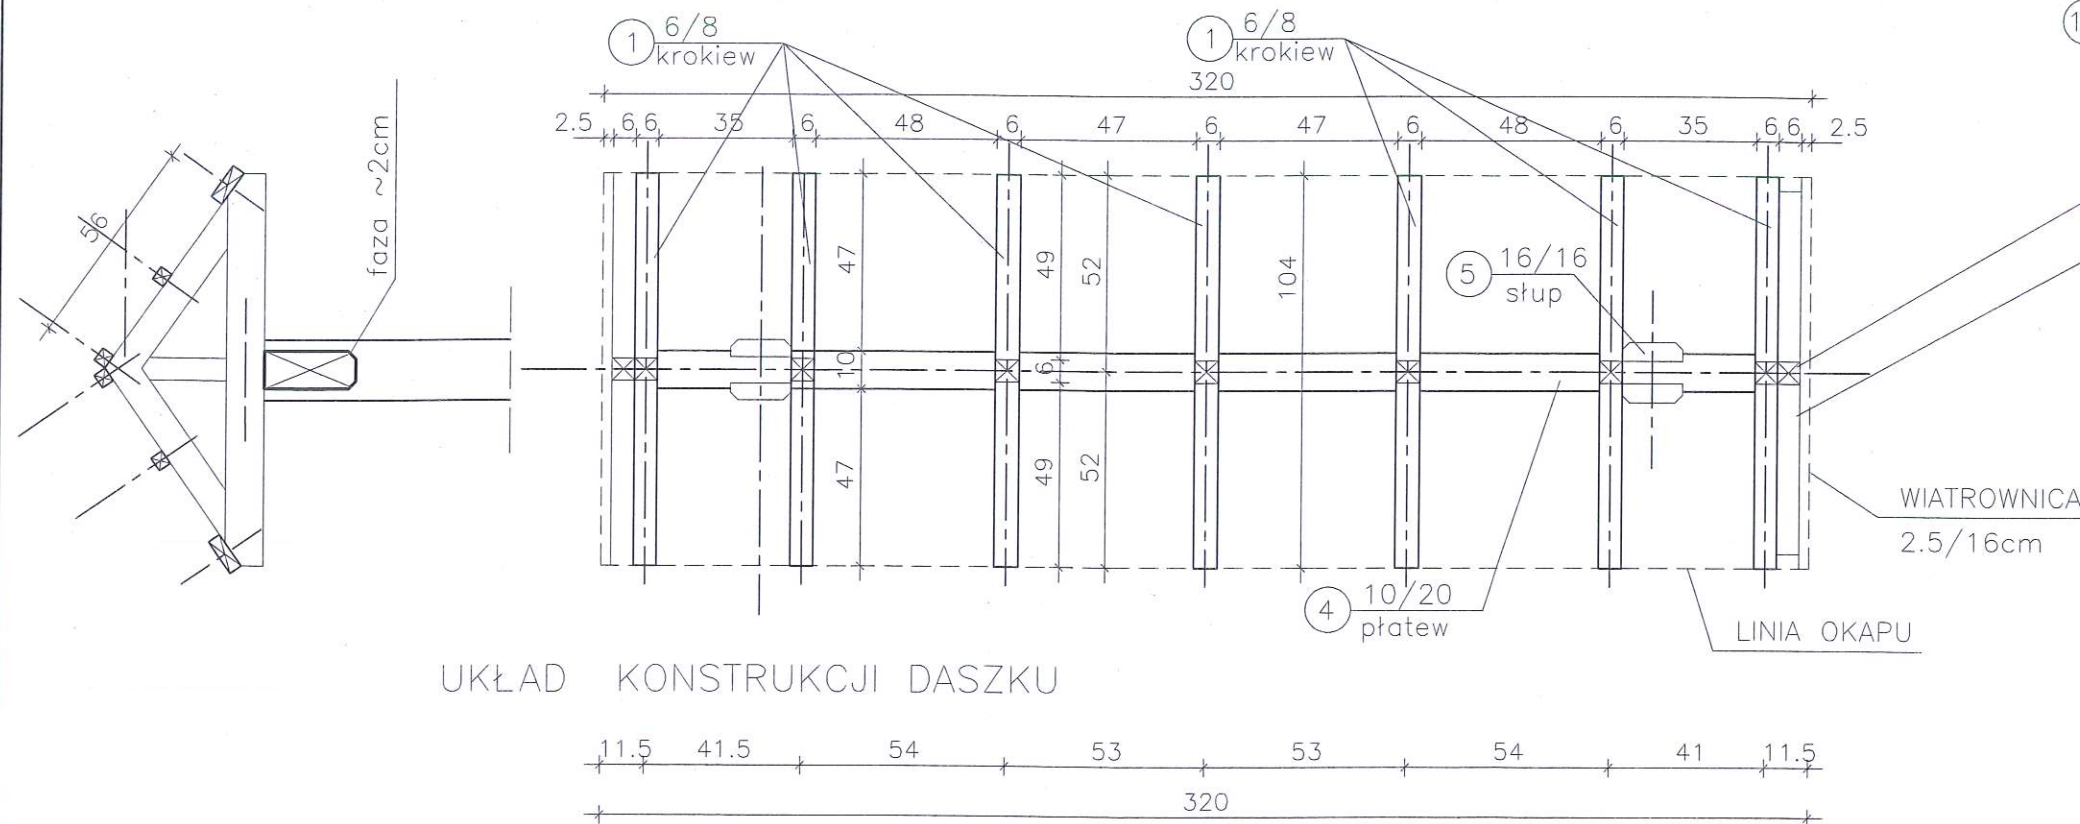 1 6/8
krokiew
1 6/8
krokiew
1
320
2.5 6 6 35 6 48 6 47 6 47 6 48 6 35 6 6 2.5
faza ~2cm
56
47
49
52
104
5 16/16
słup
10
6
47
49
52
WIATROWNICA
2.5/16cm
4 10/20
płatew
LINIA OKAPU
UKŁAD KONSTRUKCJI DASZKU
11.5 41.5 54 53 53 54 41 11.5
320